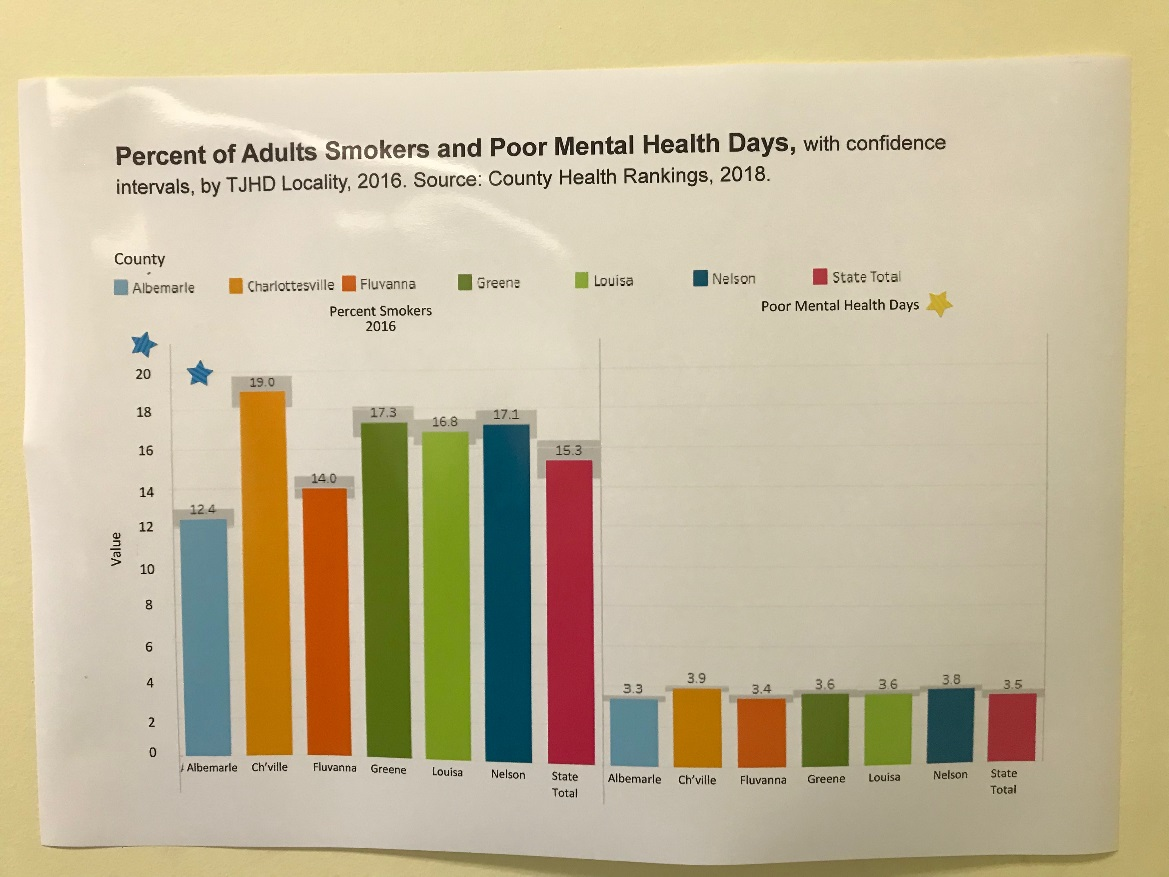 Percent of Adults Smokers and Poor Mental Health Days, with confidence
intervals, by TJHD Locality, 2016. Source: County Health Rankings, 2018.
County
Albemarle Charlottesville Fluvanna Greene Louisa Nelson State Total
Percent Smokers
2016
Poor Mental Health Days
20
18
16
14
12
10
8
6
4
2
0
Value
12.4
19.0
14.0
17.3
16.8
17.1
15.3
3.3
3.9
3.4
3.6
3.6
3.8
3.5
Albemarle Ch'ville Fluvanna Greene Louisa Nelson State
Total
Albemarle Ch'ville Fluvanna Greene Louisa Nelson State
Total